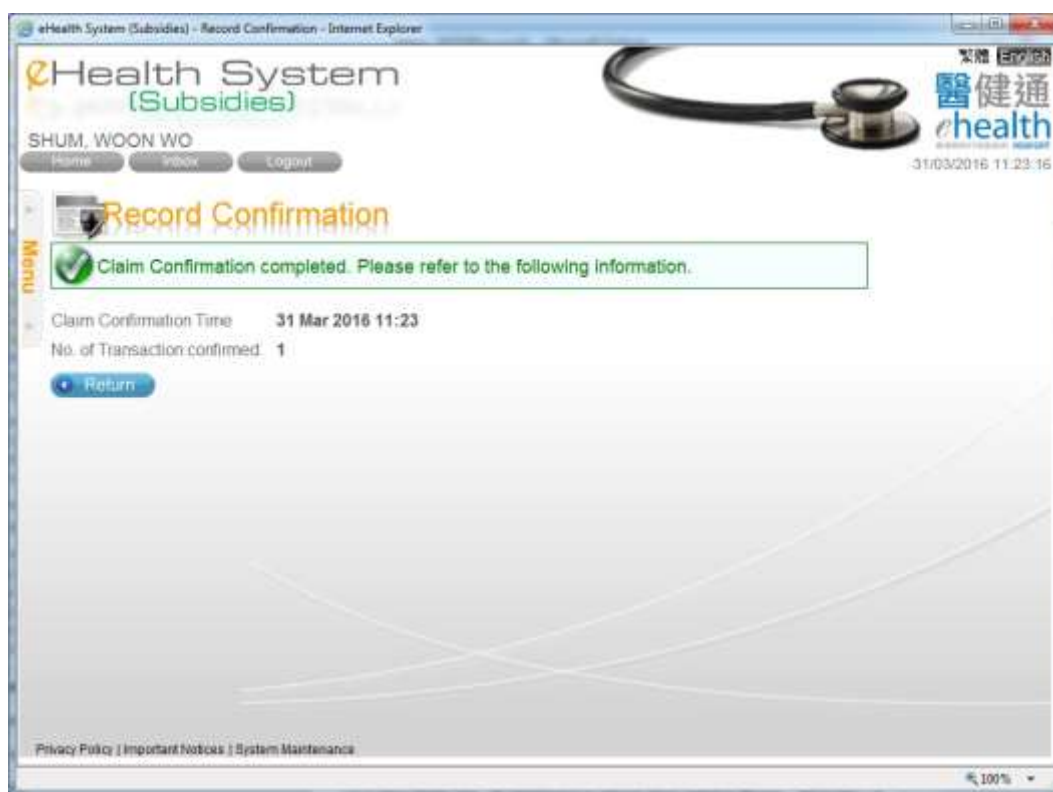 eHealth System (Subsidies) - Record Confirmation - Internet Explorer
繁體 English
eHealth System
(Subsidies)
醫健通
ehealth
SHUM, WOON WO
Home Inbox Logout
31/03/2016 11:23:16
Record Confirmation
Menu
Claim Confirmation completed. Please refer to the following information.
Claim Confirmation Time 31 Mar 2016 11:23
No. of Transaction confirmed 1
Return
Privacy Policy | Important Notices | System Maintenance
100%